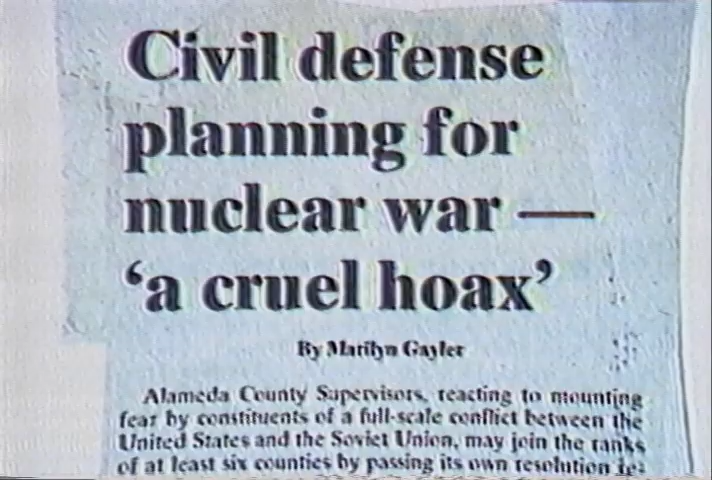 Civil defense
planning for
nuclear war —
‘a cruel hoax’
By Marilyn Gayler
Alameda County Supervisors, reacting to mounting
fear by constituents of a full-scale conflict between the
United States and the Soviet Union, may join the ranks
of at least six counties by passing its own resolution re-